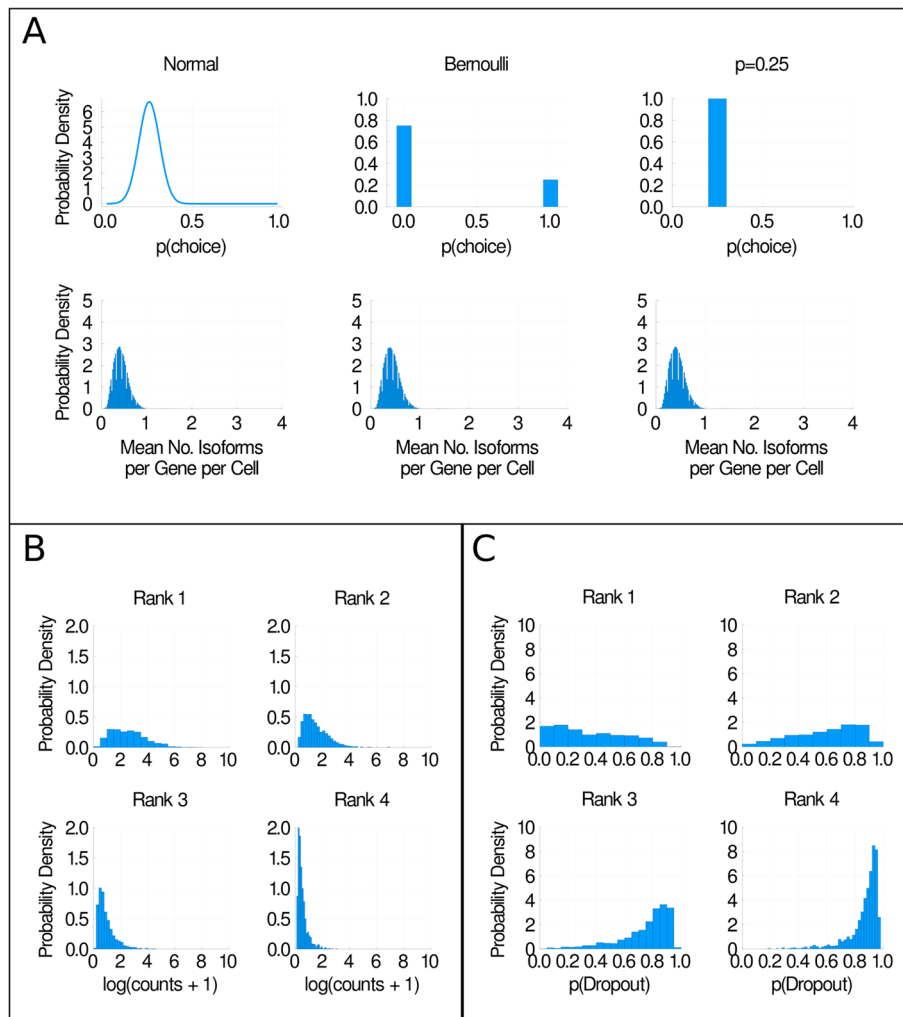 A
Normal
Bernoulli
p=0.25
Probability Density
6
5
4
3
2
1
0
0.0 0.5 1.0
p(choice)
1.0
0.8
0.6
0.4
0.2
0.0
0.0 0.5 1.0
p(choice)
1.0
0.8
0.6
0.4
0.2
0.0
0.0 0.5 1.0
p(choice)
Probability Density
5
4
3
2
1
0
0 1 2 3 4
Mean No. Isoforms
per Gene per Cell
5
4
3
2
1
0
0 1 2 3 4
Mean No. Isoforms
per Gene per Cell
5
4
3
2
1
0
0 1 2 3 4
Mean No. Isoforms
per Gene per Cell
B
Rank 1
Probability Density
2.0
1.5
1.0
0.5
0.0
0 2 4 6 8 10
Rank 2
2.0
1.5
1.0
0.5
0.0
0 2 4 6 8 10
Rank 3
Probability Density
2.0
1.5
1.0
0.5
0.0
0 2 4 6 8 10
log(counts + 1)
Rank 4
2.0
1.5
1.0
0.5
0.0
0 2 4 6 8 10
log(counts + 1)
C
Rank 1
Probability Density
10
8
6
4
2
0
0.0 0.2 0.4 0.6 0.8 1.0
Rank 2
10
8
6
4
2
0
0.0 0.2 0.4 0.6 0.8 1.0
Rank 3
Probability Density
10
8
6
4
2
0
0.0 0.2 0.4 0.6 0.8 1.0
p(Dropout)
Rank 4
10
8
6
4
2
0
0.0 0.2 0.4 0.6 0.8 1.0
p(Dropout)